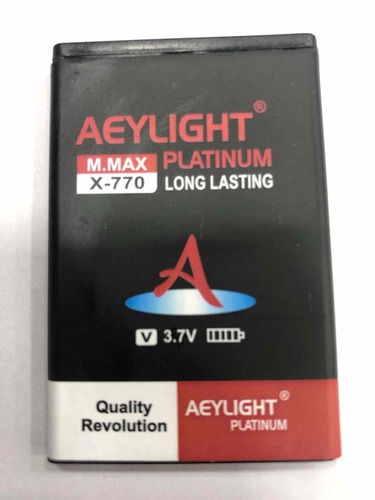 AEYLIGHT®
M.MAX PLATINUM
X-770 LONG LASTING
A
V 3.7V
Quality
Revolution
AEYLIGHT®
PLATINUM